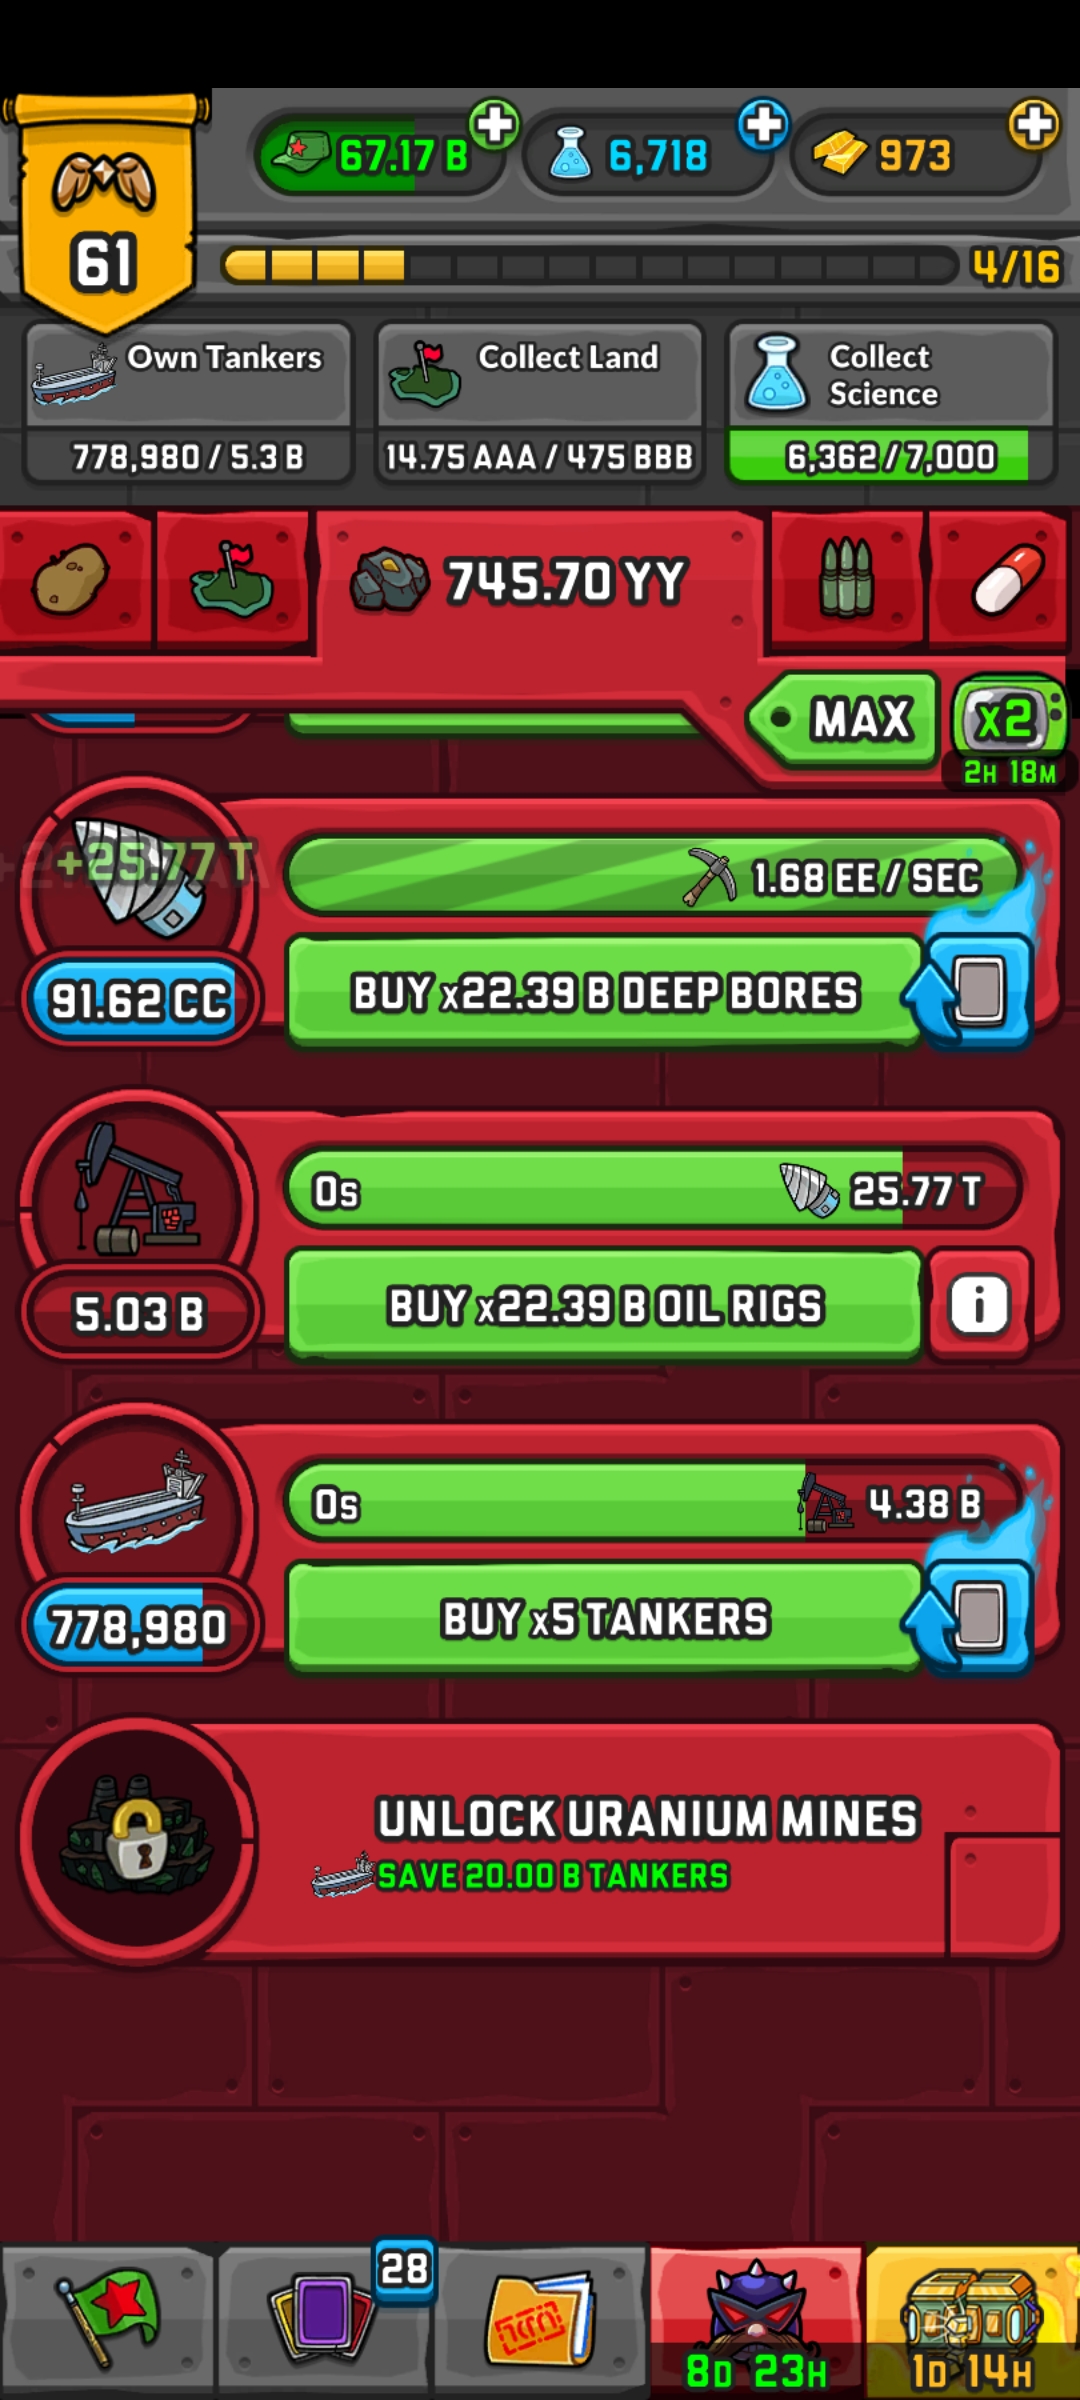 67.17 B
6,718
973
61
4/16
Own Tankers
778,980 / 5.3 B
Collect Land
14.75 AAA / 475 BBB
Collect
Science
6,362 / 7,000
745.70 YY
MAX
x2
2H 18M
+25.77 T
1.68 EE / SEC
91.62 CC
BUY x22.39 B DEEP BORES
0s
25.77 T
5.03 B
BUY x22.39 B OIL RIGS
i
0s
4.38 B
778,980
BUY x5 TANKERS
UNLOCK URANIUM MINES
SAVE 20.00 B TANKERS
28
8D 23H
1D 14H